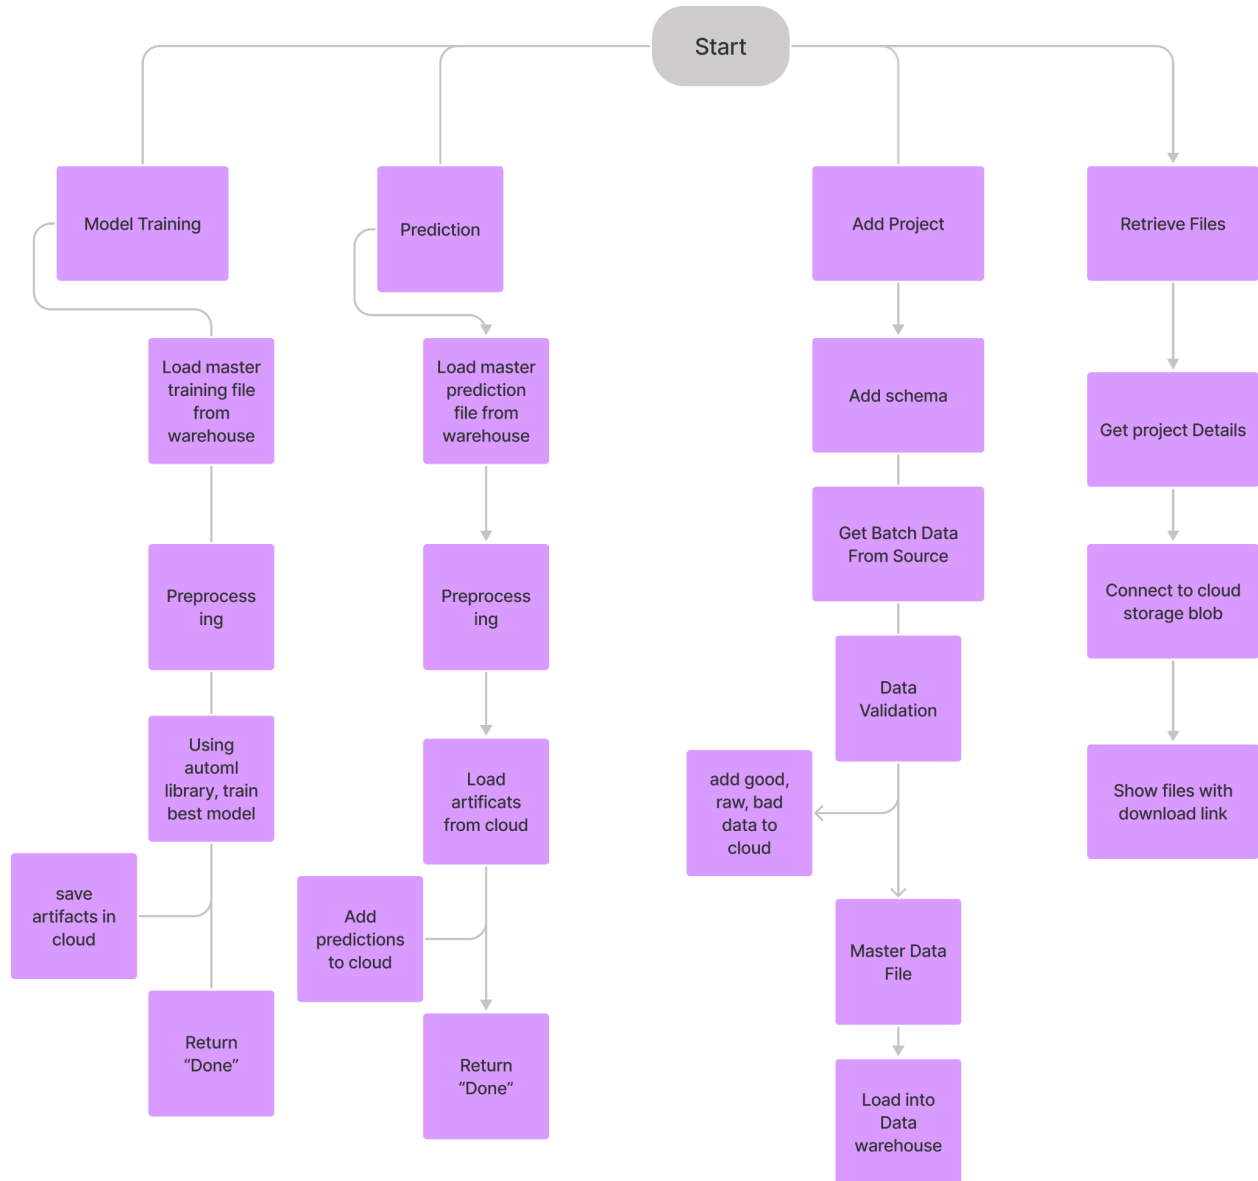 Start
Model Training
Prediction
Add Project
Retrieve Files
Load master
training file
from
warehouse
Load master
prediction
file from
warehouse
Add schema
Get project Details
Get Batch Data
From Source
Preprocess
ing
Preprocess
ing
Connect to cloud
storage blob
Data
Validation
Using
automl
library, train
best model
Load
artificats
from cloud
add good,
raw, bad
data to
cloud
Show files with
download link
save
artifacts in
cloud
Add
predictions
to cloud
Master Data
File
Return
“Done”
Return
“Done”
Load into
Data
warehouse